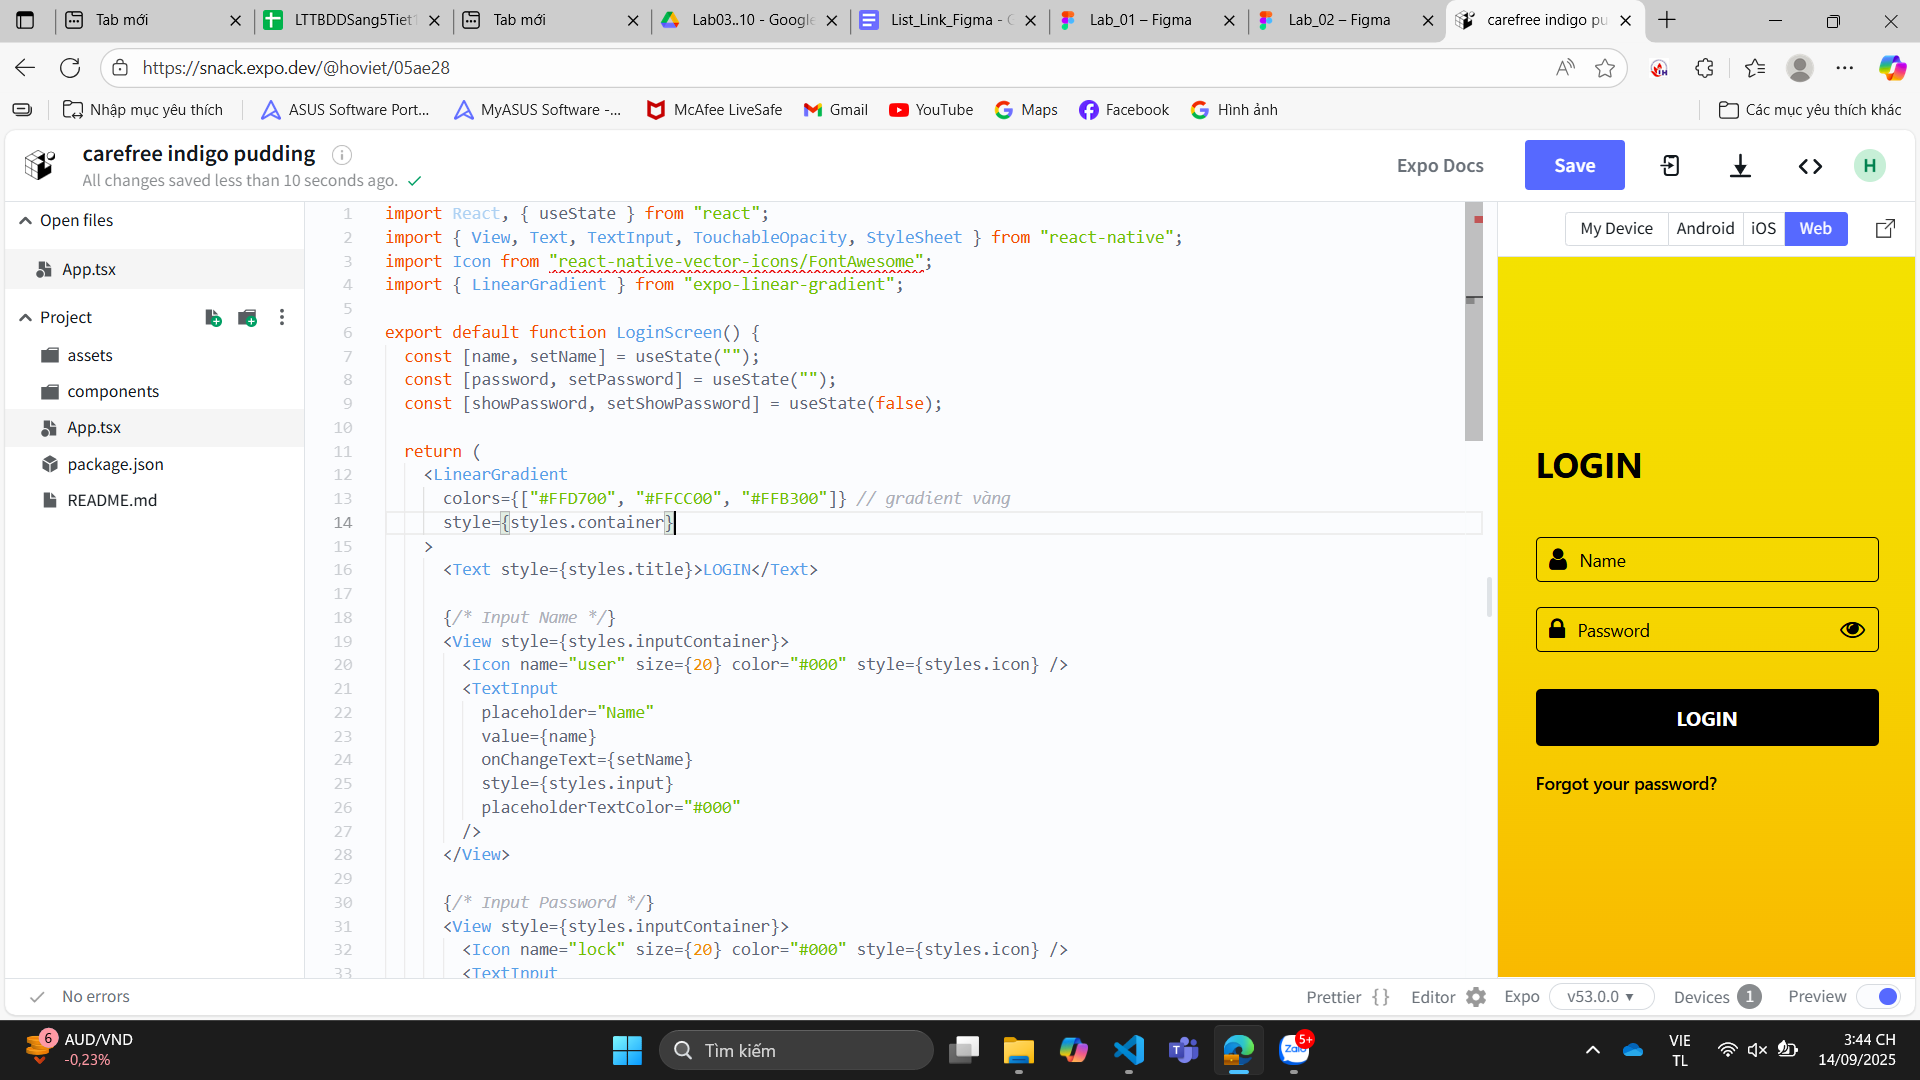 Tab mới
LTTBDDSang5Tiet1
Tab mới
Lab03..10 - Google
List_Link_Figma - G
Lab_01 – Figma
Lab_02 – Figma
carefree indigo pu
https://snack.expo.dev/@hoviet/05ae28
Nhập mục yêu thích
ASUS Software Port...
MyASUS Software -...
McAfee LiveSafe
Gmail
YouTube
Maps
Facebook
Hình ảnh
Các mục yêu thích khác
carefree indigo pudding
All changes saved less than 10 seconds ago.
Expo Docs
Save
H
Open files
App.tsx
Project
assets
components
App.tsx
package.json
README.md
1 import React, { useState } from "react";
2 import { View, Text, TextInput, TouchableOpacity, StyleSheet } from "react-native";
3 import Icon from "react-native-vector-icons/FontAwesome";
4 import { LinearGradient } from "expo-linear-gradient";
5
6 export default function LoginScreen() {
7 const [name, setName] = useState("");
8 const [password, setPassword] = useState("");
9 const [showPassword, setShowPassword] = useState(false);
10
11 return (
12 <LinearGradient
13 colors={["#FFD700", "#FFCC00", "#FFB300"]} // gradient vàng
14 style={styles.container}
15 >
16 <Text style={styles.title}>LOGIN</Text>
17
18 {/* Input Name */}
19 <View style={styles.inputContainer}>
20 <Icon name="user" size={20} color="#000" style={styles.icon} />
21 <TextInput
22 placeholder="Name"
23 value={name}
24 onChangeText={setName}
25 style={styles.input}
26 placeholderTextColor="#000"
27 />
28 </View>
29
30 {/* Input Password */}
31 <View style={styles.inputContainer}>
32 <Icon name="lock" size={20} color="#000" style={styles.icon} />
33 <TextInput
My Device
Android
iOS
Web
LOGIN
Name
Password
LOGIN
Forgot your password?
No errors
Prettier { }
Editor
Expo
v53.0.0
Devices 1
Preview
6
AUD/VND
-0,23%
Tìm kiếm
Zalo
5+
VIE
TL
3:44 CH
14/09/2025